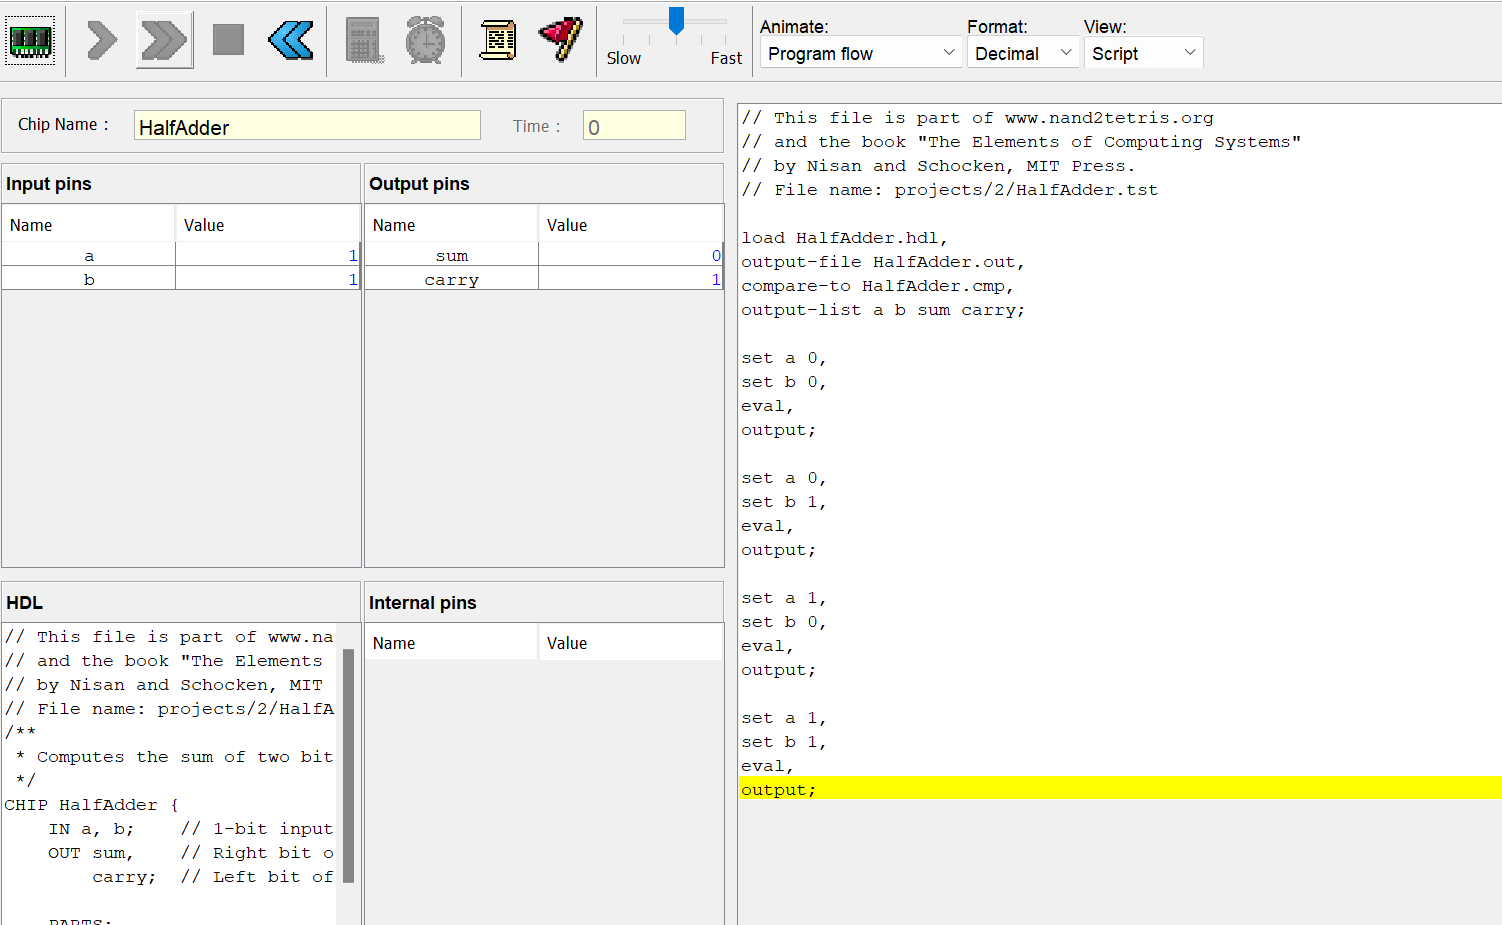 Slow
Fast
Animate:
Program flow
Format:
Decimal
View:
Script
Chip Name :
HalfAdder
Time :
0
Input pins
Name Value
a 1
b 1
Output pins
Name Value
sum 0
carry 1
HDL
// This file is part of www.na
// and the book "The Elements
// by Nisan and Schocken, MIT
// File name: projects/2/HalfA
/**
* Computes the sum of two bit
*/
CHIP HalfAdder {
IN a, b; // 1-bit input
OUT sum, // Right bit o
carry; // Left bit of
PARTS:
Internal pins
Name Value
// This file is part of www.nand2tetris.org
// and the book "The Elements of Computing Systems"
// by Nisan and Schocken, MIT Press.
// File name: projects/2/HalfAdder.tst
load HalfAdder.hdl,
output-file HalfAdder.out,
compare-to HalfAdder.cmp,
output-list a b sum carry;
set a 0,
set b 0,
eval,
output;
set a 0,
set b 1,
eval,
output;
set a 1,
set b 0,
eval,
output;
set a 1,
set b 1,
eval,
output;